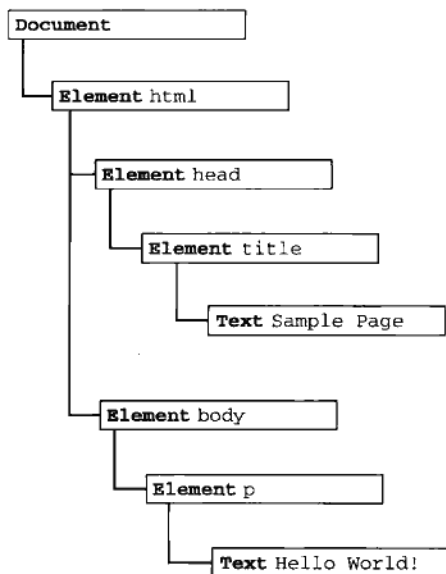 Document
Element html
Element head
Element title
Text Sample Page
Element body
Element p
Text Hello World!